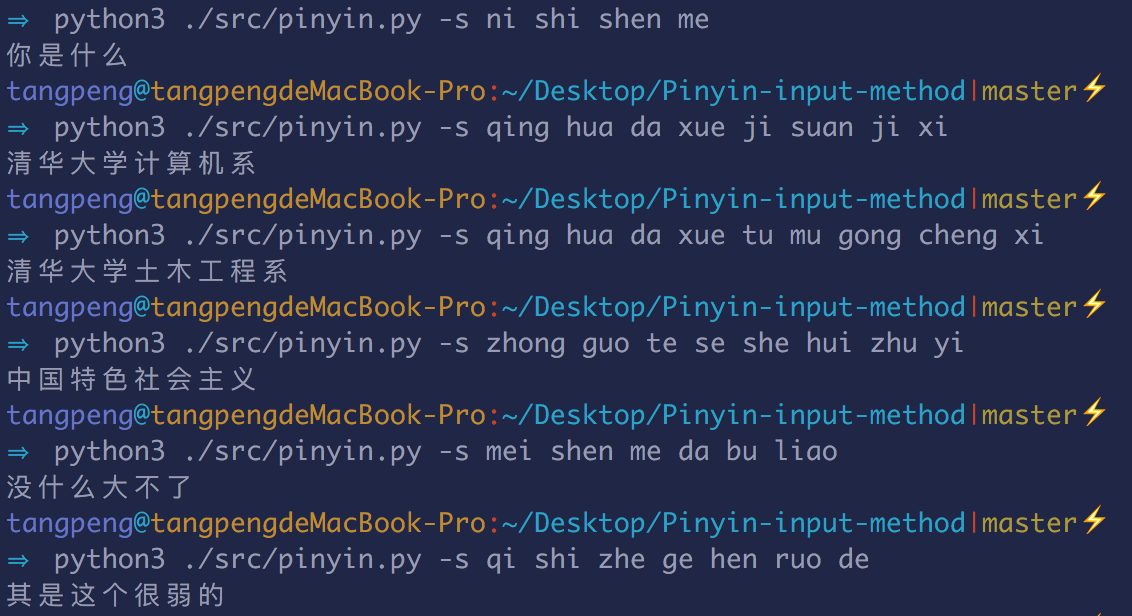 ⇒ python3 ./src/pinyin.py -s ni shi shen me
你是什么
tangpeng@tangpengdeMacBook-Pro:~/Desktop/Pinyin-input-method|master⚡
⇒ python3 ./src/pinyin.py -s qing hua da xue ji suan ji xi
清华大学计算机系
tangpeng@tangpengdeMacBook-Pro:~/Desktop/Pinyin-input-method|master⚡
⇒ python3 ./src/pinyin.py -s qing hua da xue tu mu gong cheng xi
清华大学土木工程系
tangpeng@tangpengdeMacBook-Pro:~/Desktop/Pinyin-input-method|master⚡
⇒ python3 ./src/pinyin.py -s zhong guo te se she hui zhu yi
中国特色社会主义
tangpeng@tangpengdeMacBook-Pro:~/Desktop/Pinyin-input-method|master⚡
⇒ python3 ./src/pinyin.py -s mei shen me da bu liao
没什么大不了
tangpeng@tangpengdeMacBook-Pro:~/Desktop/Pinyin-input-method|master⚡
⇒ python3 ./src/pinyin.py -s qi shi zhe ge hen ruo de
其是这个很弱的